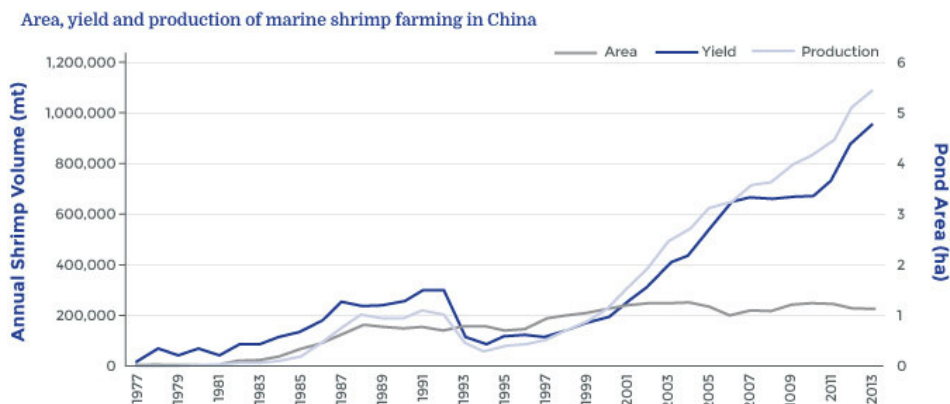 Area, yield and production of marine shrimp farming in China
Area Yield Production
Annual Shrimp Volume (mt)
1,200,000
1,000,000
800,000
600,000
400,000
200,000
0
6
5
4
3
2
1
0
Pond Area (ha)
1977 1979 1981 1983 1985 1987 1989 1991 1993 1995 1997 1999 2001 2003 2005 2007 2009 2011 2013